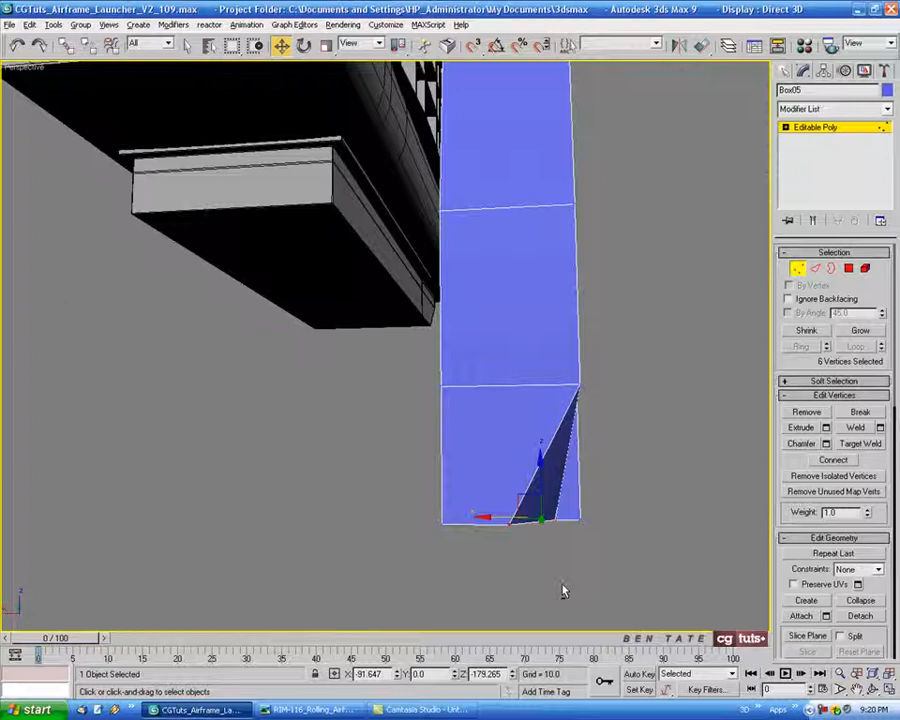 CGTuts_Airframe_Launcher_V2_109.max - Project Folder: C:\Documents and Settings\HP_Administrator\My Documents\3dsmax - Autodesk 3ds Max 9 - Display : Direct 3D
File Edit Tools Group Views Create Modifiers reactor Animation Graph Editors Rendering Customize MAXScript Help
All View View
Perspective
Box05
Modifier List
Editable Poly
Selection
By Vertex
Ignore Backfacing
By Angle: 45.0
Shrink Grow
Ring Loop
6 Vertices Selected
Soft Selection
Edit Vertices
Remove Break
Extrude Weld
Chamfer Target Weld
Connect
Remove Isolated Vertices
Remove Unused Map Verts
Weight: 1.0
Edit Geometry
Repeat Last
Constraints: None
Preserve UVs
Create Collapse
Attach Detach
Slice Plane Split
Reset Plane
z
0 / 100
BEN TATE cg tuts+
0 5 10 15 20 25 30 35 40 45 50 55 60 65 70 75 80 85 90 95 100
1 Object Selected X: -91.647 Y: 0.0 Z: -179.265 Grid = 10.0 Auto Key Selected
Click or click-and-drag to select objects Add Time Tag Set Key Key Filters... 0
start CGTuts_Airframe_La... RIM-116_Rolling_Airf... Camtasia Studio - Unt... Apps 9:20 PM